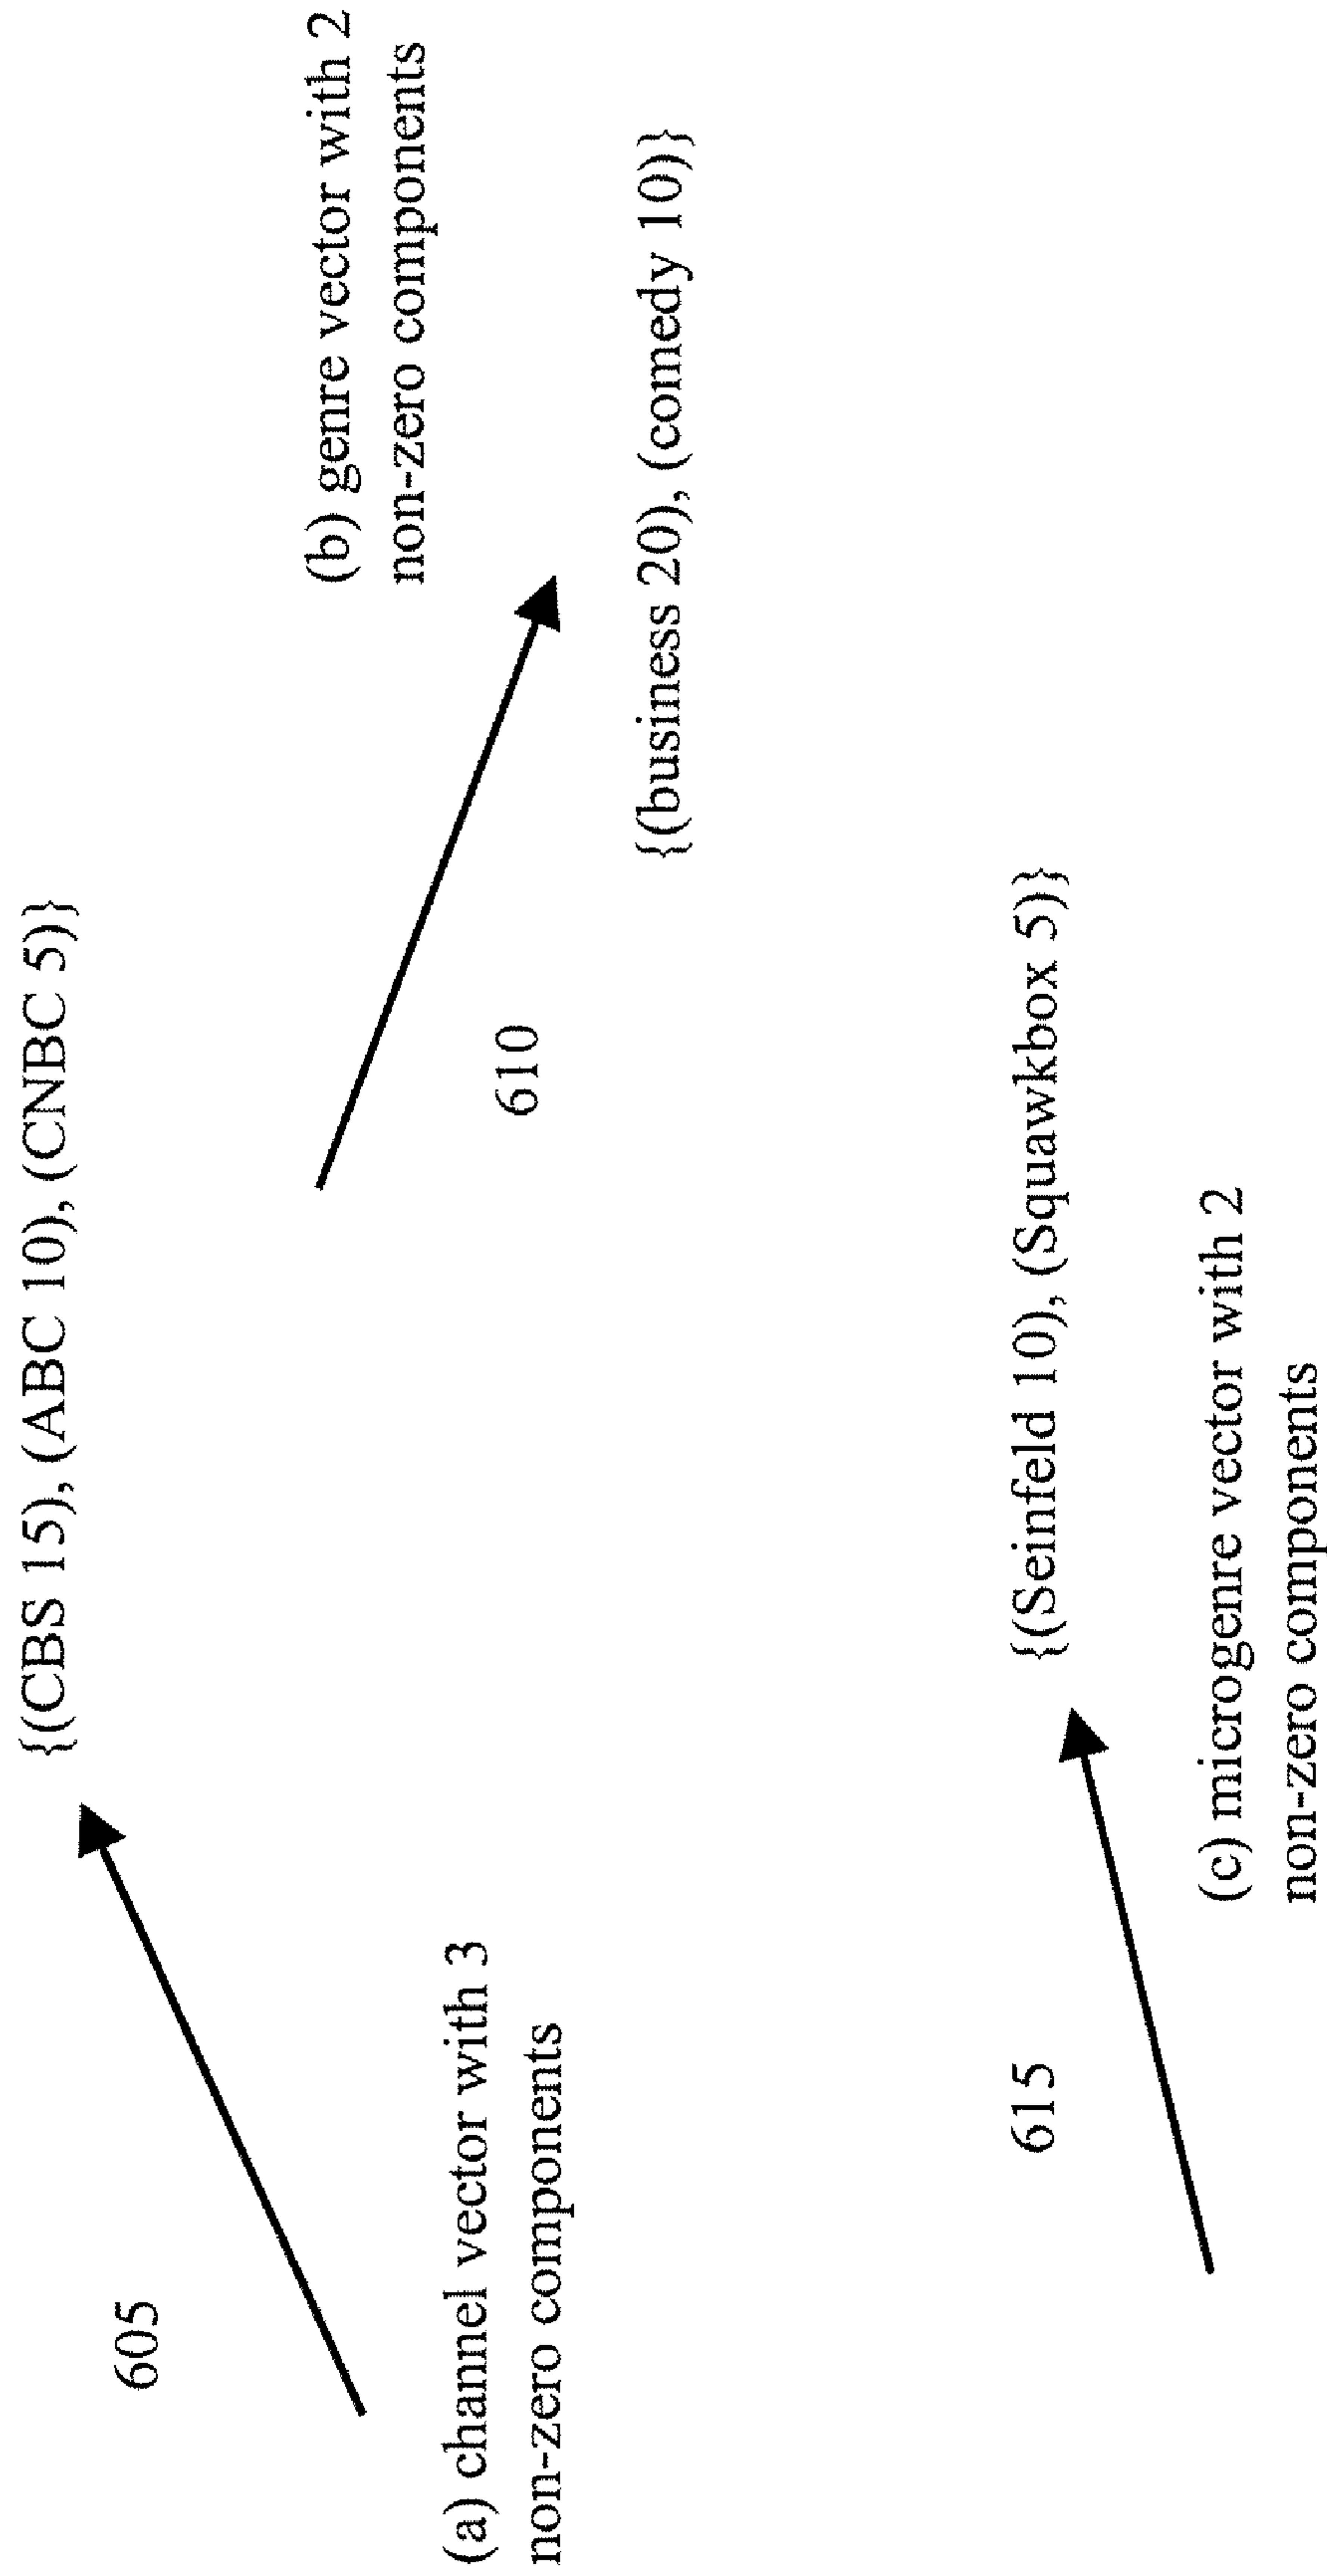 {(CBS 15), (ABC 10), (CNBC 5)}
605
(a) channel vector with 3
non-zero components
(b) genre vector with 2
non-zero components
610
{(business 20), (comedy 10)}
615
{(Seinfeld 10), (Squawkbox 5)}
(c) microgenre vector with 2
non-zero components